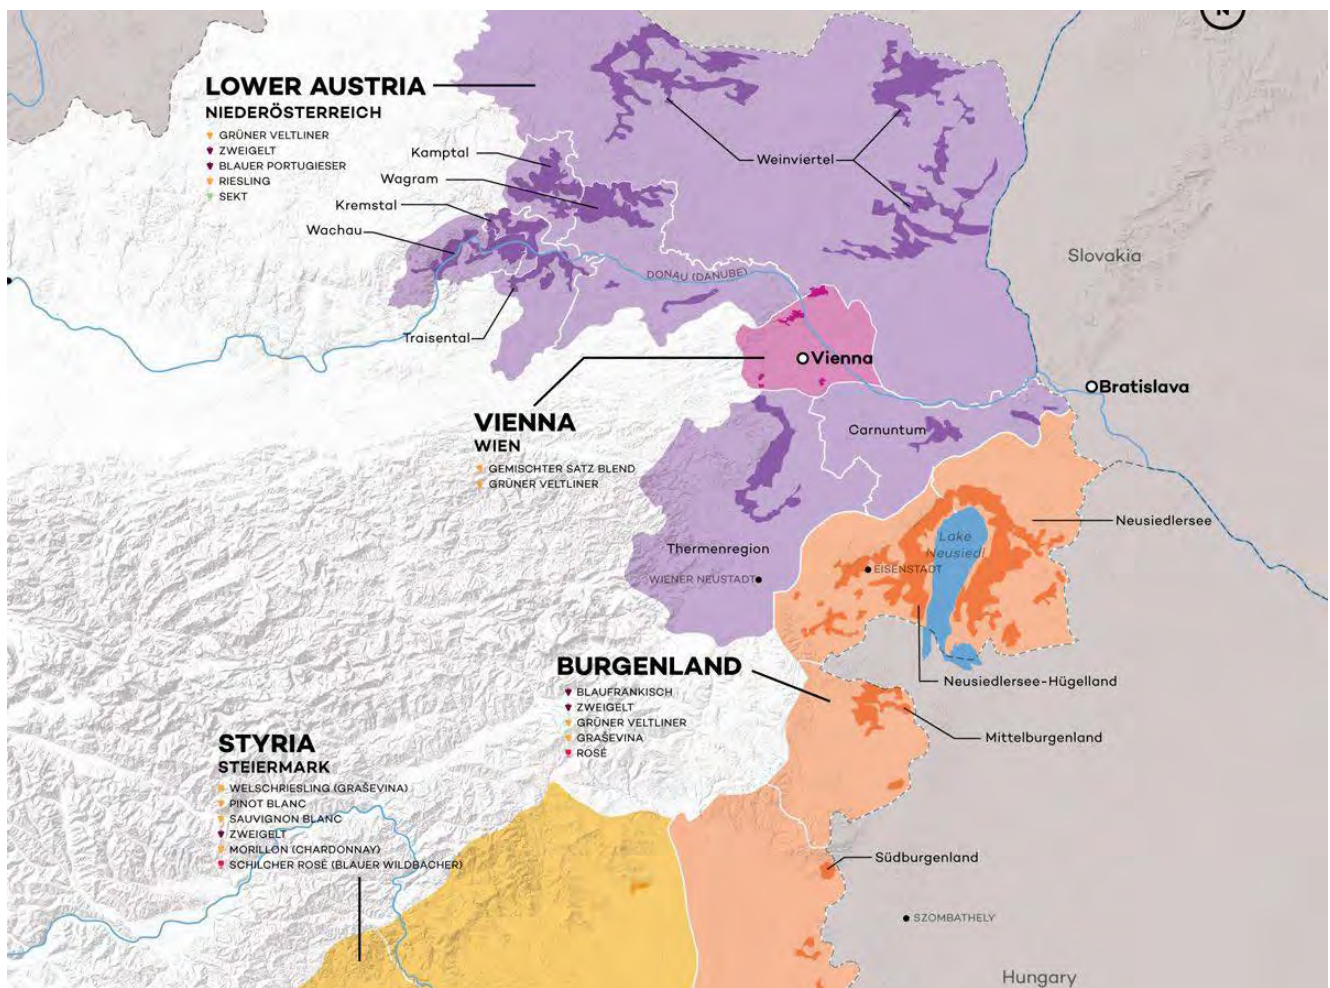 N
LOWER AUSTRIA
NIEDERÖSTERREICH
GRÜNER VELTLINER
ZWEIGELT
BLAUER PORTUGIESER
RIESLING
SEKT
Kamptal
Wagram
Kremstal
Wachau
Traisental
Weinviertel
DONAU (DANUBE)
Slovakia
Vienna
Bratislava
VIENNA
WIEN
GEMISCHTER SATZ BLEND
GRÜNER VELTLINER
Carnuntum
Thermenregion
WIENER NEUSTADT
Lake
Neusiedl
EISENSTADT
Neusiedlersee
Neusiedlersee-Hügelland
BURGENLAND
BLAUFRÄNKISCH
ZWEIGELT
GRÜNER VELTLINER
GRAŠEVINA
ROSÉ
Mittelburgenland
STYRIA
STEIERMARK
WELSCHRIESLING (GRAŠEVINA)
PINOT BLANC
SAUVIGNON BLANC
ZWEIGELT
MORILLON (CHARDONNAY)
SCHILCHER ROSÉ (BLAUER WILDBACHER)
Südburgenland
SZOMBATHELY
Hungary